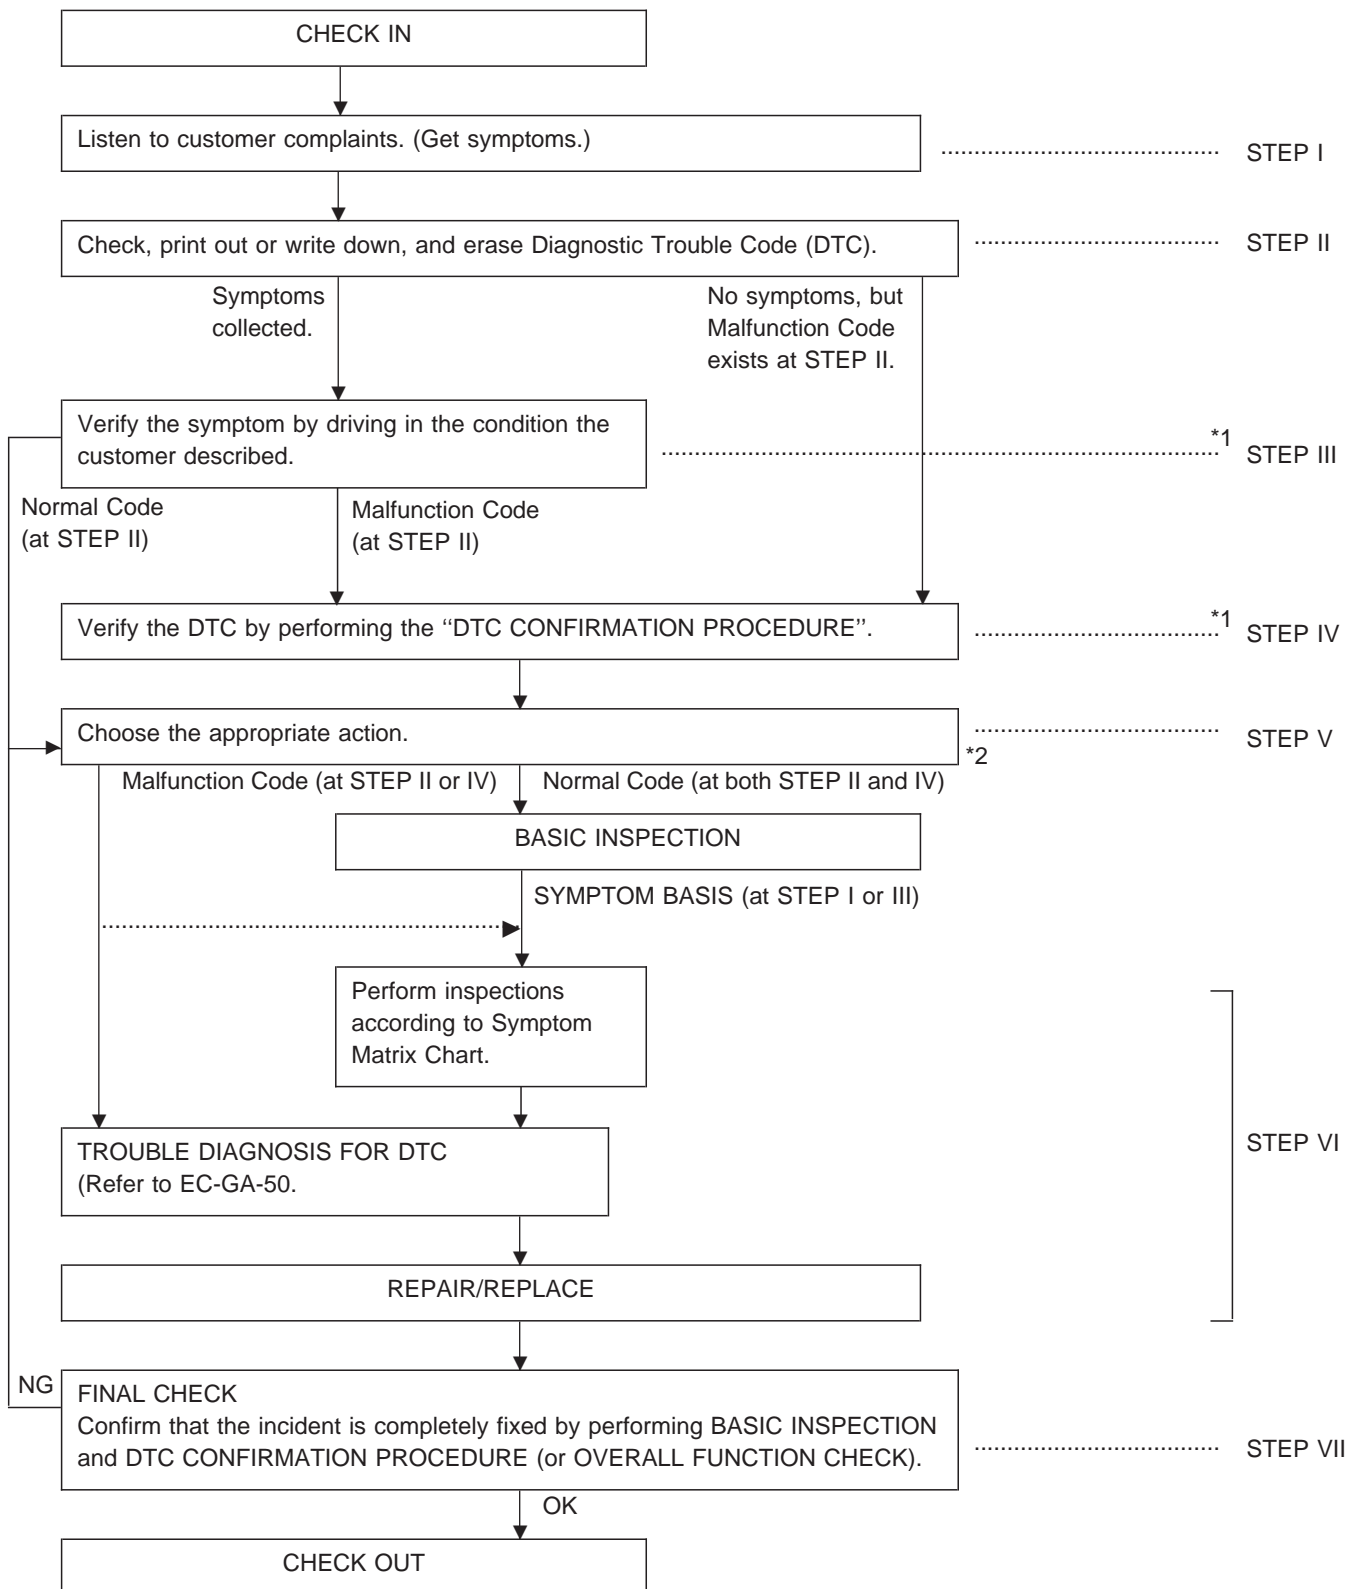 CHECK IN
Listen to customer complaints. (Get symptoms.)
STEP I
Check, print out or write down, and erase Diagnostic Trouble Code (DTC).
STEP II
Symptoms
collected.
No symptoms, but
Malfunction Code
exists at STEP II.
Verify the symptom by driving in the condition the
customer described.
*1
STEP III
Normal Code
(at STEP II)
Malfunction Code
(at STEP II)
Verify the DTC by performing the ‘‘DTC CONFIRMATION PROCEDURE’’.
*1
STEP IV
Choose the appropriate action.
*2
STEP V
Malfunction Code (at STEP II or IV)
Normal Code (at both STEP II and IV)
BASIC INSPECTION
SYMPTOM BASIS (at STEP I or III)
Perform inspections
according to Symptom
Matrix Chart.
TROUBLE DIAGNOSIS FOR DTC
(Refer to EC-GA-50.
STEP VI
REPAIR/REPLACE
NG
FINAL CHECK
Confirm that the incident is completely fixed by performing BASIC INSPECTION
and DTC CONFIRMATION PROCEDURE (or OVERALL FUNCTION CHECK).
STEP VII
OK
CHECK OUT